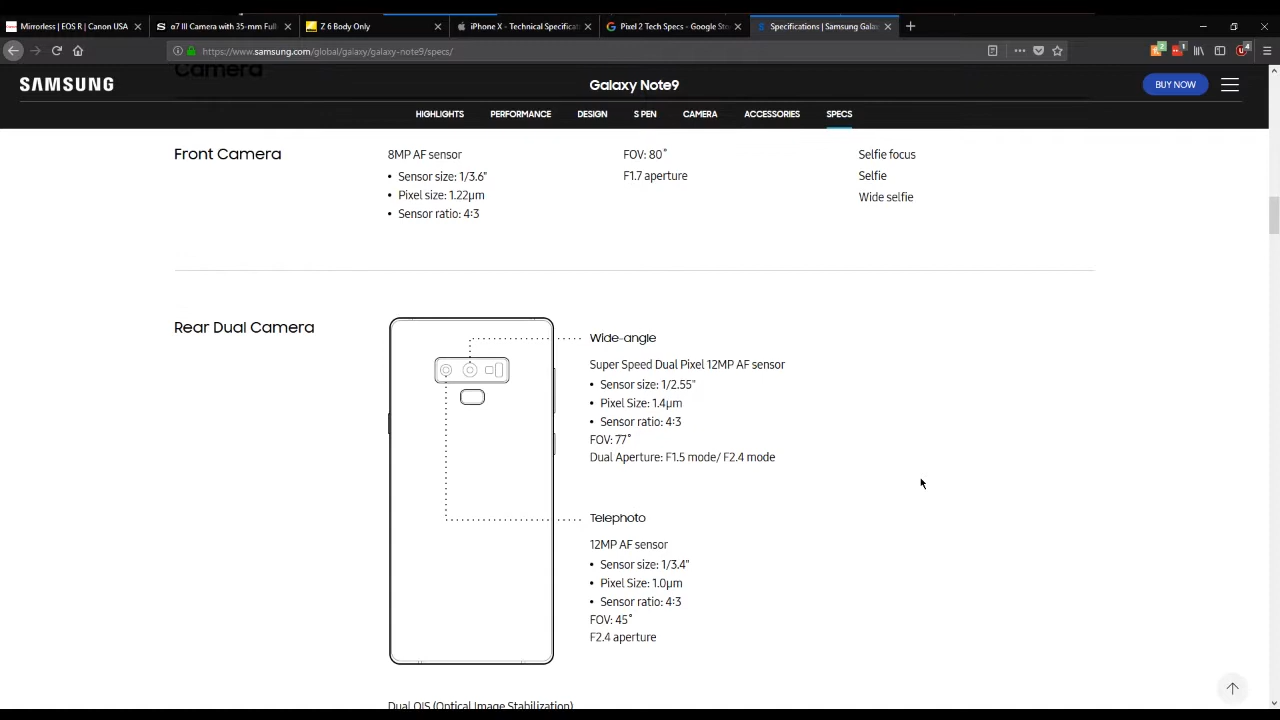 Mirrorless | EOS R | Canon USA
α7 III Camera with 35-mm Full-
Z 6 Body Only
iPhone X - Technical Specificat
Pixel 2 Tech Specs - Google Sto
Specifications | Samsung Galax
https://www.samsung.com/global/galaxy/galaxy-note9/specs/
Camera
SAMSUNG
Galaxy Note9
BUY NOW
HIGHLIGHTS
PERFORMANCE
DESIGN
S PEN
CAMERA
ACCESSORIES
SPECS
Front Camera
8MP AF sensor
• Sensor size: 1/3.6"
• Pixel size: 1.22μm
• Sensor ratio: 4:3
FOV: 80˚
F1.7 aperture
Selfie focus
Selfie
Wide selfie
Rear Dual Camera
Wide-angle
Super Speed Dual Pixel 12MP AF sensor
• Sensor size: 1/2.55"
• Pixel Size: 1.4μm
• Sensor ratio: 4:3
FOV: 77˚
Dual Aperture: F1.5 mode/ F2.4 mode
Telephoto
12MP AF sensor
• Sensor size: 1/3.4"
• Pixel Size: 1.0μm
• Sensor ratio: 4:3
FOV: 45˚
F2.4 aperture
Dual OIS (Optical Image Stabilization)